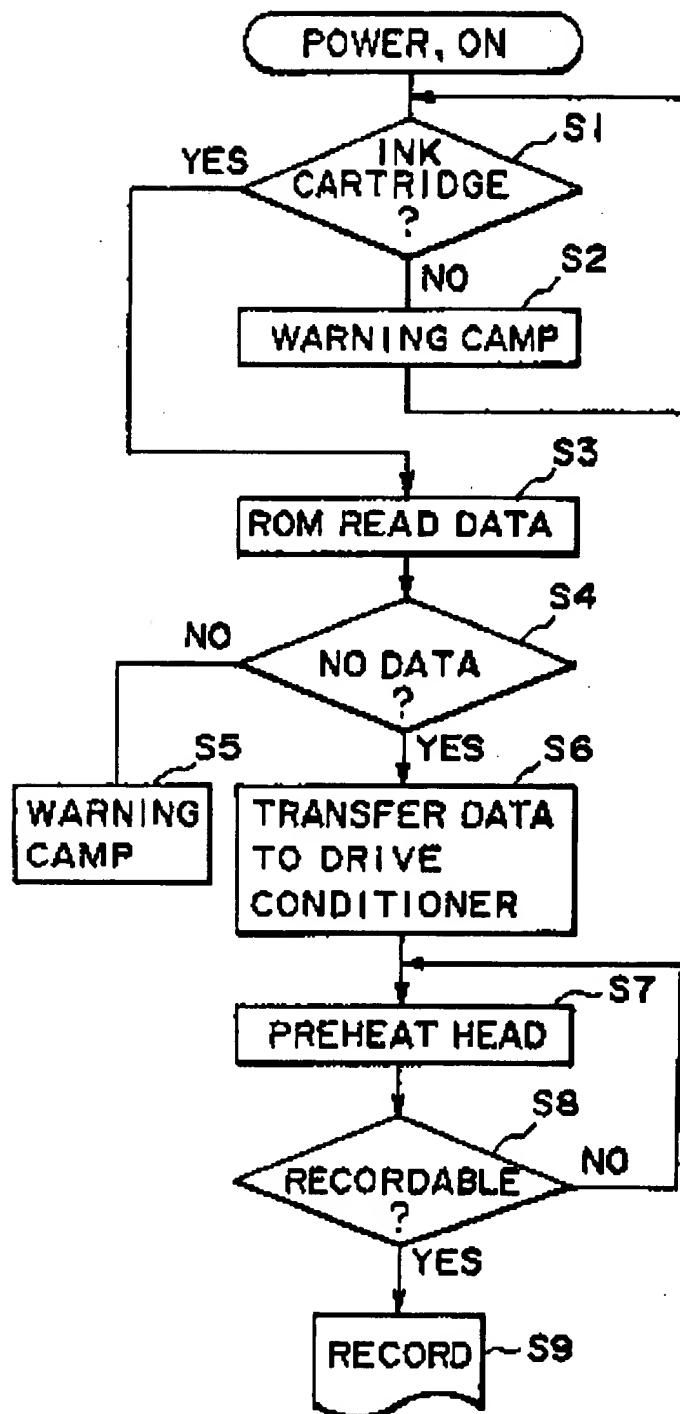 POWER, ON
S1
YES
INK
CARTRIDGE
?
NO
S2
WARNING CAMP
S3
ROM READ DATA
S4
NO
NO DATA
?
YES
S5
S6
WARNING
CAMP
TRANSFER DATA
TO DRIVE
CONDITIONER
S7
PREHEAT HEAD
S8
RECORDABLE
?
NO
YES
RECORD
S9